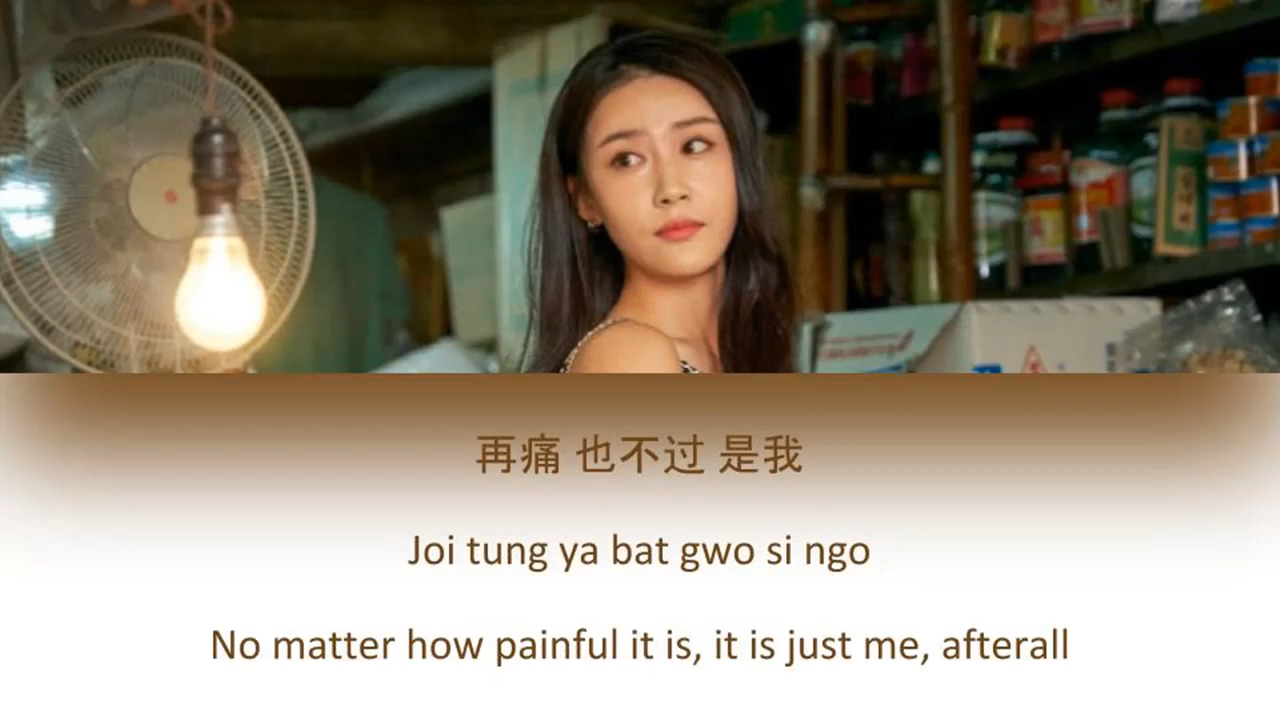 再痛 也不过 是我
Joi tung ya bat gwo si ngo
No matter how painful it is, it is just me, afterall